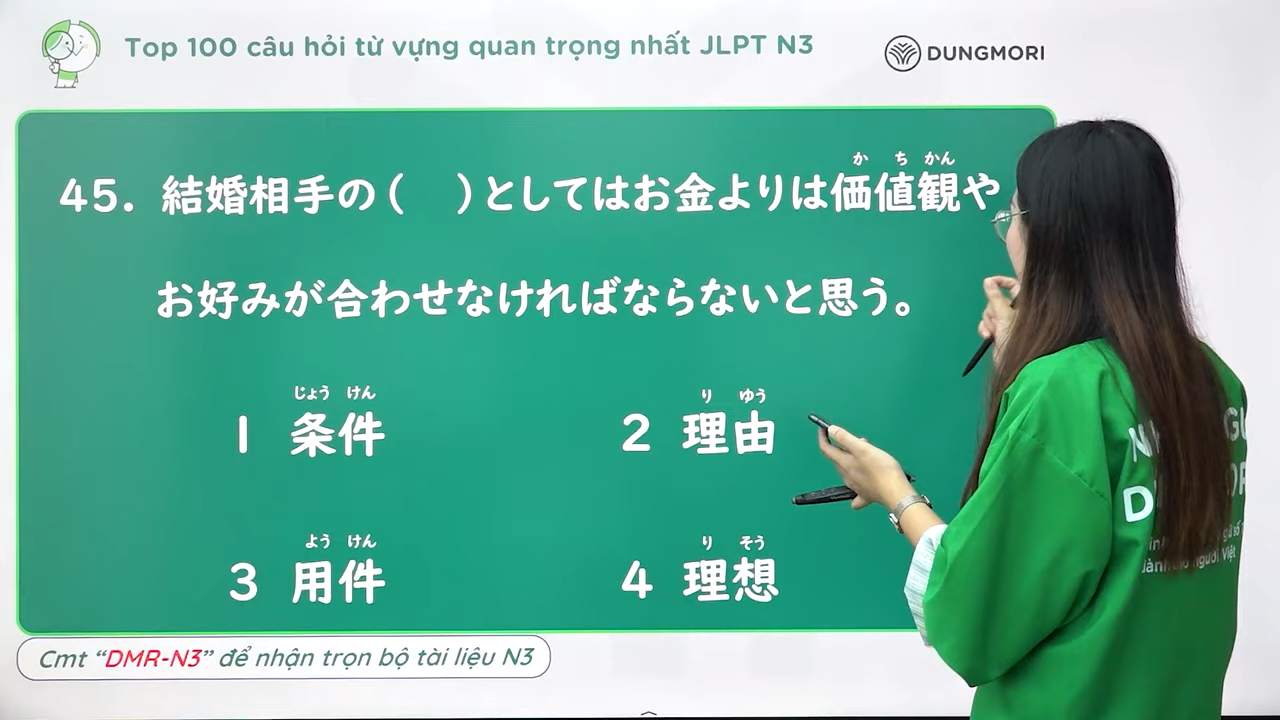 Top 100 câu hỏi từ vựng quan trọng nhất JLPT N3
DUNGMORI
か ち かん
45. 結婚相手の( )としてはお金よりは価値観や
お好みが合わせなければならないと思う。
じょう けん
1 条件
り ゆう
2 理由
よう けん
3 用件
り そう
4 理想
Cmt “DMR-N3” để nhận trọn bộ tài liệu N3